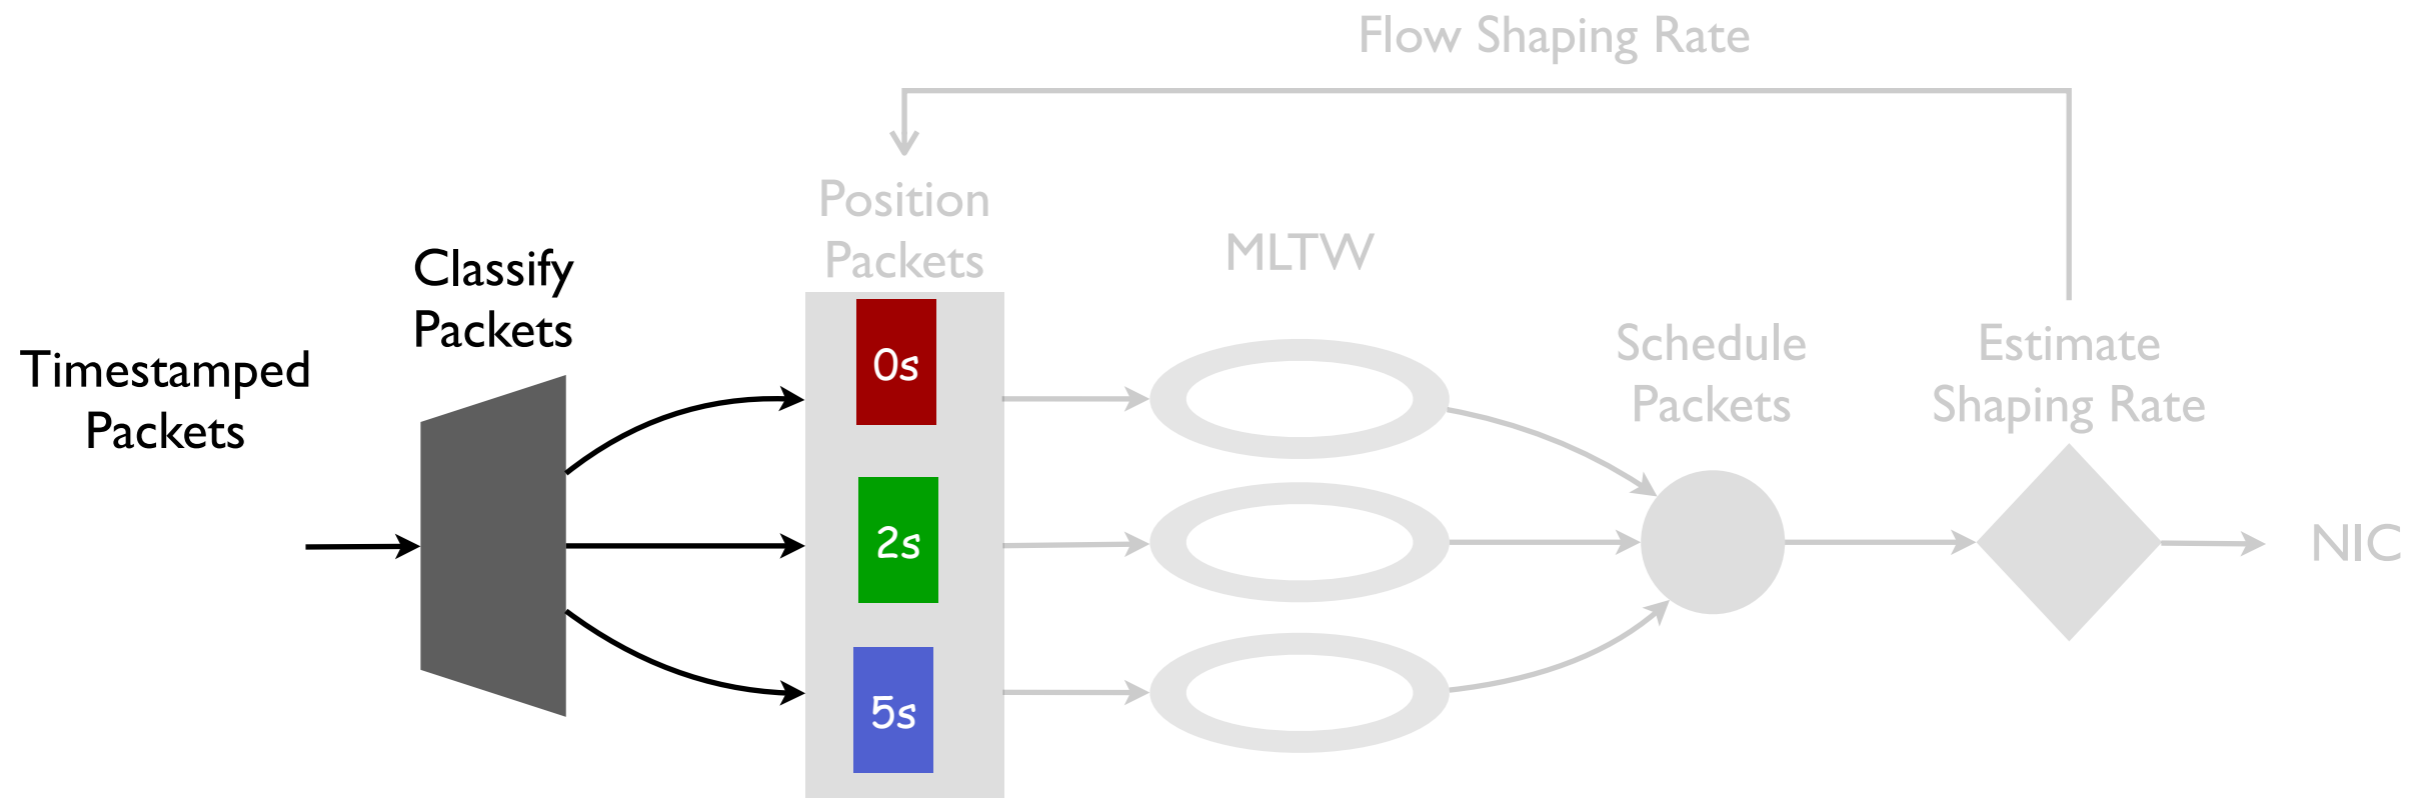 Flow Shaping Rate
Position
Packets
MLTW
Classify
Packets
Timestamped
Packets
Schedule
Packets
Estimate
Shaping Rate
0s
2s
5s
NIC